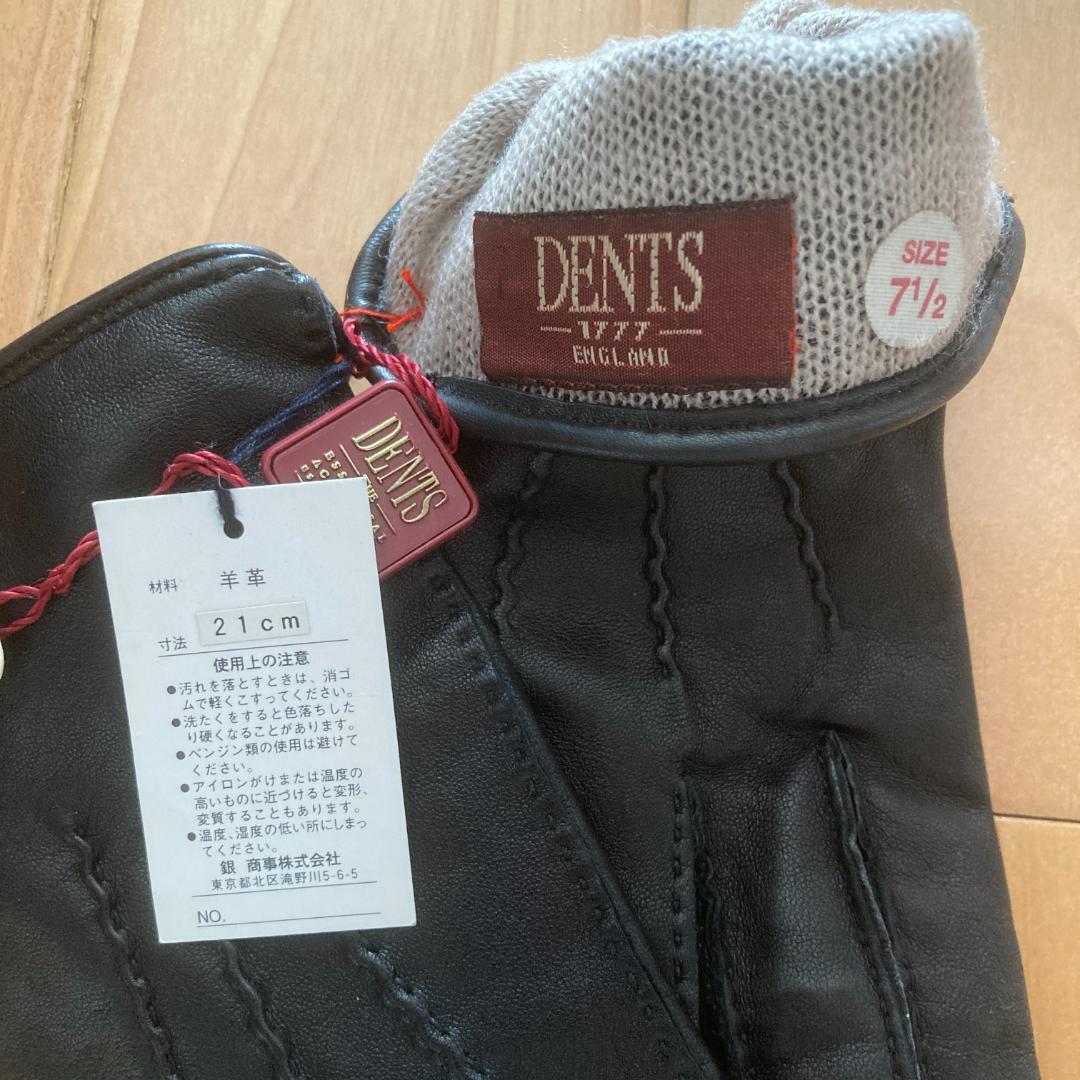 DENTS
1777
ENGLAND
SIZE
7 1/2
DENTS
材料 羊革
寸法 21cm
使用上の注意
●汚れを落とすときは、消ゴ
ムで軽くこすってください。
●洗たくをすると色落ちした
り硬くなることがあります。
●ベンジン類の使用は避けて
ください。
●アイロンがけまたは温度の
高いものに近づけると変形、
変質することもあります。
●温度、湿度の低い所にしまっ
てください。
銀 商事株式会社
東京都北区滝野川5-6-5
NO.